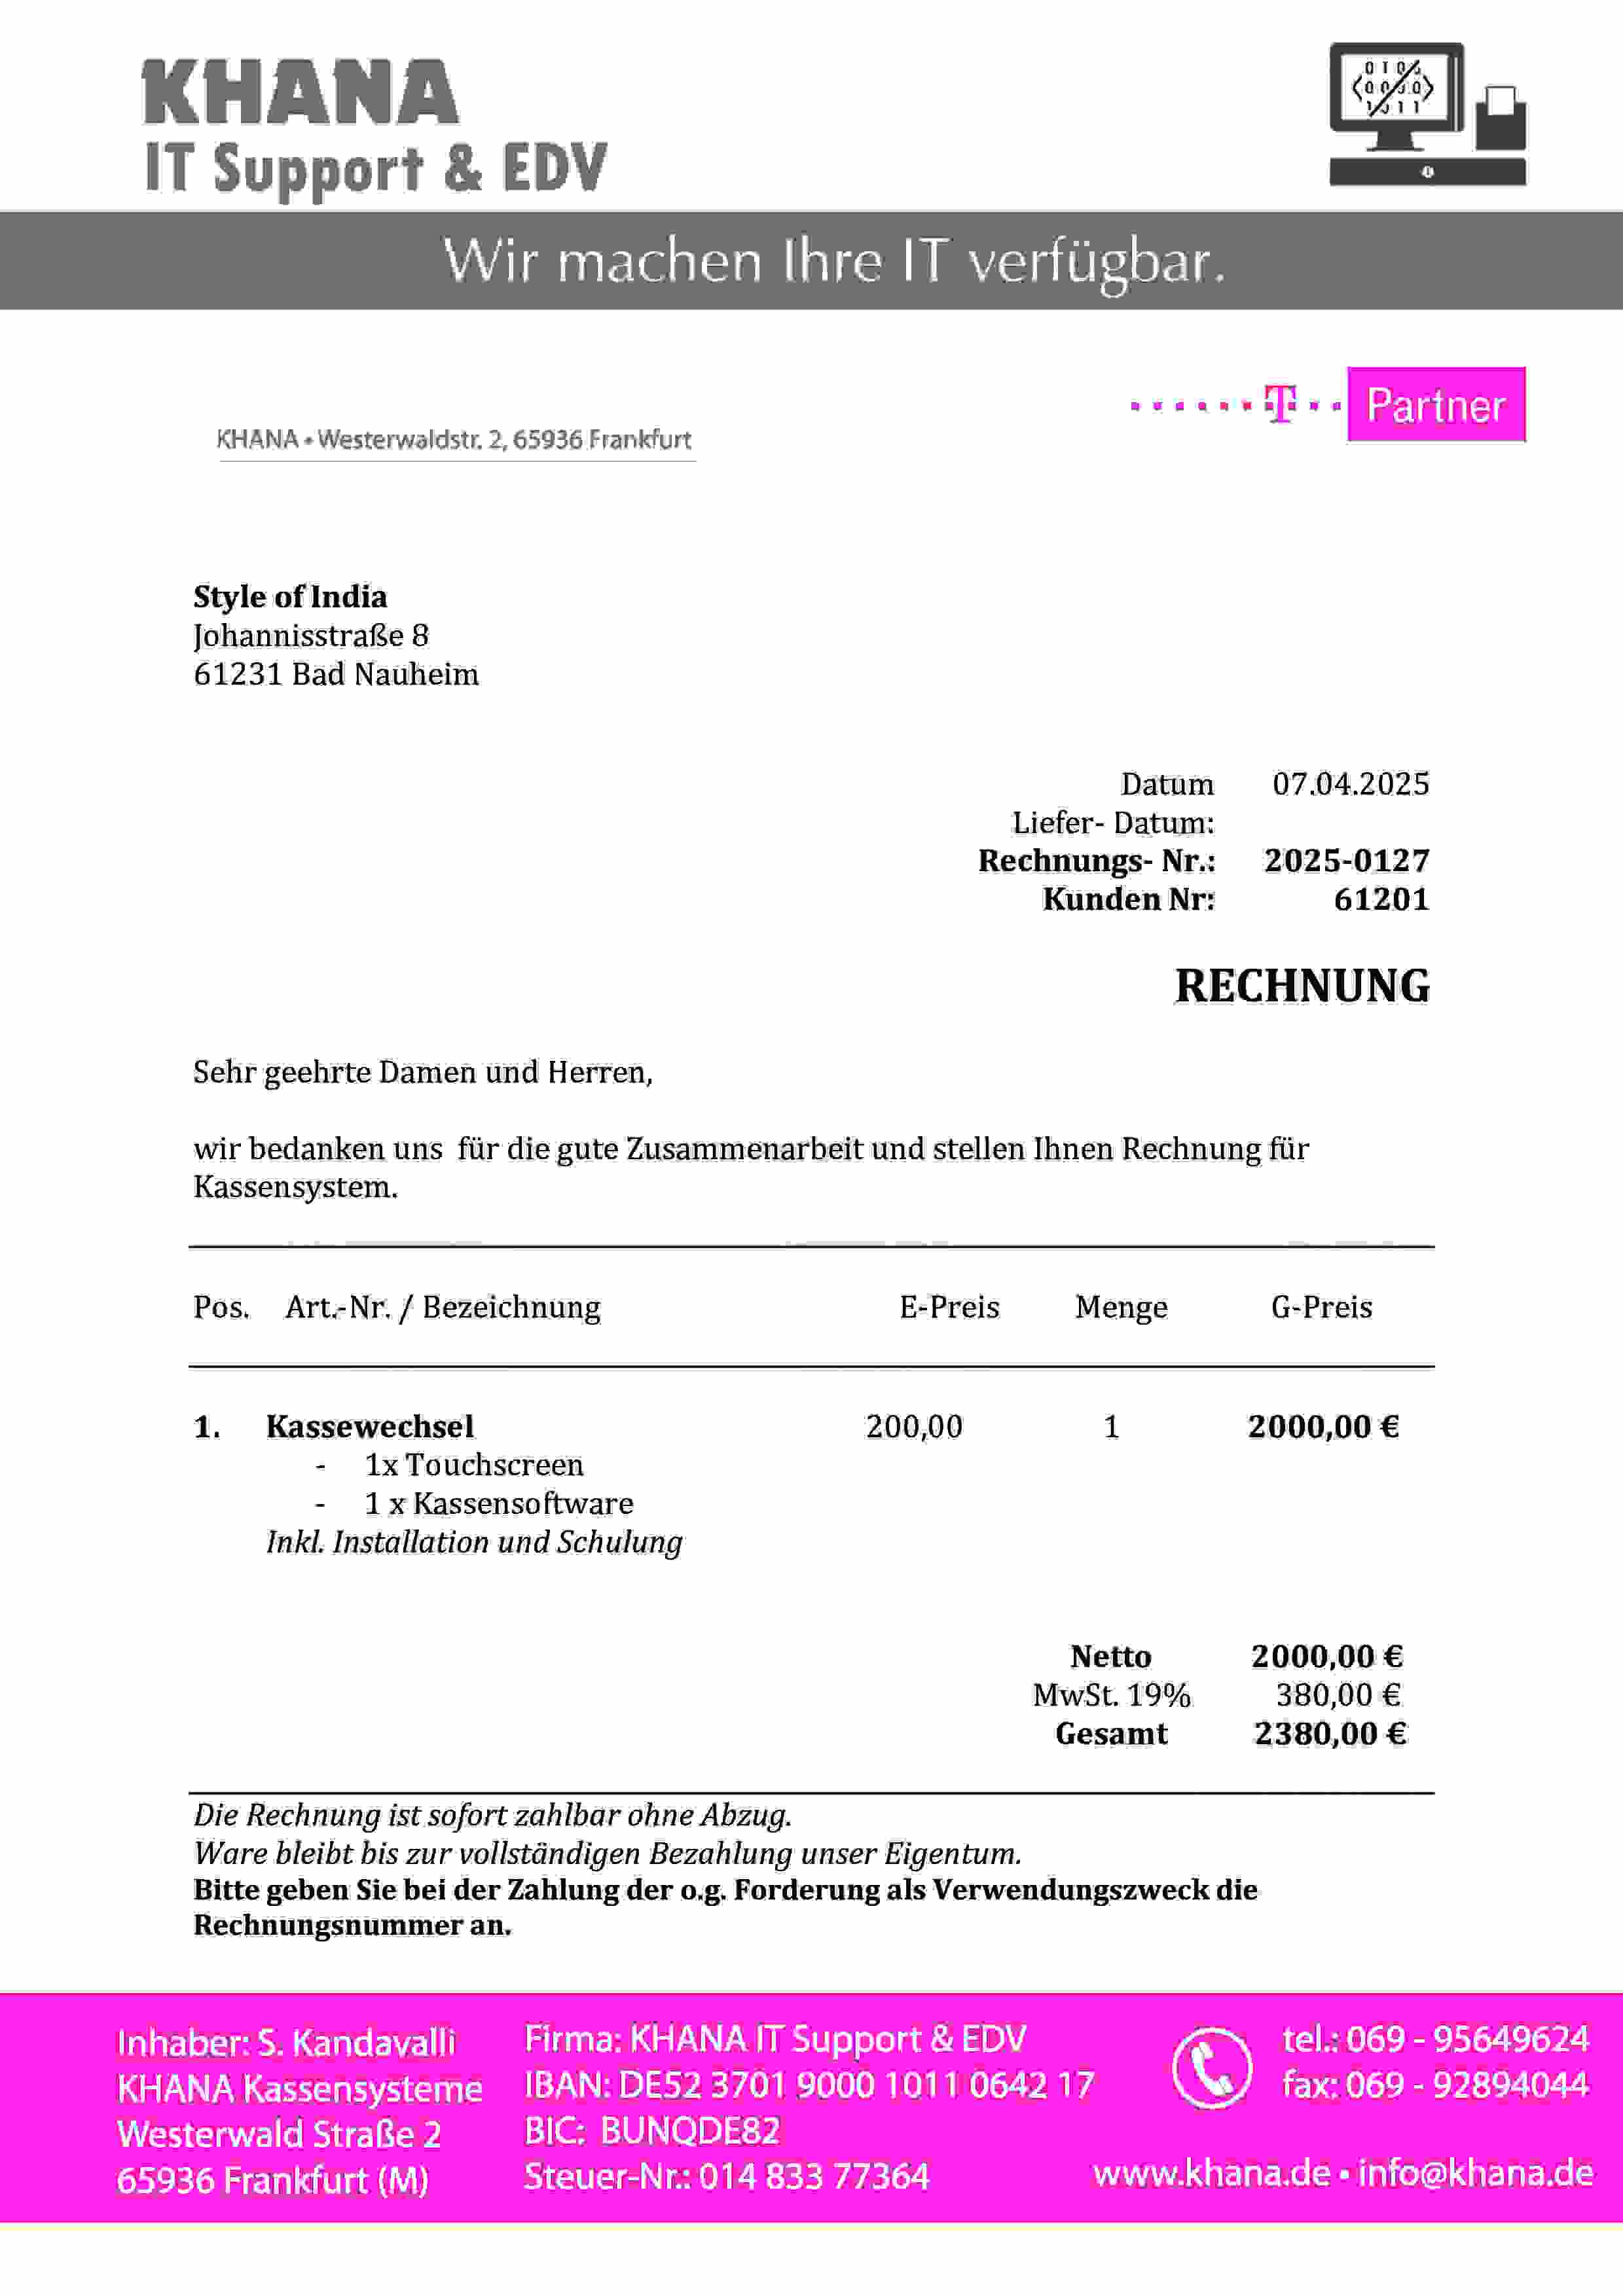 KHANA
IT Support & EDV
Wir machen Ihre IT verfügbar.
T Partner
KHANA • Westerwaldstr. 2, 65936 Frankfurt
Style of India
Johannisstraße 8
61231 Bad Nauheim
Datum 07.04.2025
Liefer- Datum:
Rechnungs- Nr.: 2025-0127
Kunden Nr: 61201
RECHNUNG
Sehr geehrte Damen und Herren,
wir bedanken uns für die gute Zusammenarbeit und stellen Ihnen Rechnung für
Kassensystem.
Pos. Art.-Nr. / Bezeichnung E-Preis Menge G-Preis
1. Kassewechsel 200,00 1 2000,00 €
- 1x Touchscreen
- 1 x Kassensoftware
Inkl. Installation und Schulung
Netto 2000,00 €
MwSt. 19% 380,00 €
Gesamt 2380,00 €
Die Rechnung ist sofort zahlbar ohne Abzug.
Ware bleibt bis zur vollständigen Bezahlung unser Eigentum.
Bitte geben Sie bei der Zahlung der o.g. Forderung als Verwendungszweck die
Rechnungsnummer an.
Inhaber: S. Kandavalli
KHANA Kassensysteme
Westerwald Straße 2
65936 Frankfurt (M)
Firma: KHANA IT Support & EDV
IBAN: DE52 3701 9000 1011 0642 17
BIC: BUNQDE82
Steuer-Nr.: 014 833 77364
tel.: 069 - 95649624
fax: 069 - 92894044
www.khana.de • info@khana.de